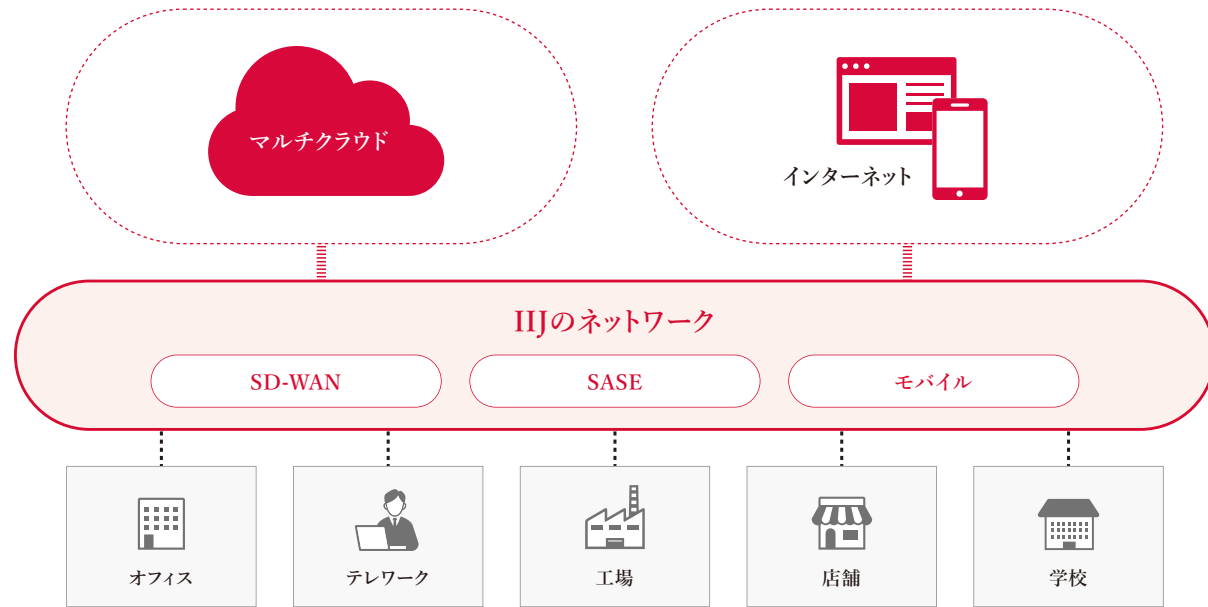 マルチクラウド
インターネット
IIJのネットワーク
SD-WAN
SASE
モバイル
オフィス
テレワーク
工場
店舗
学校